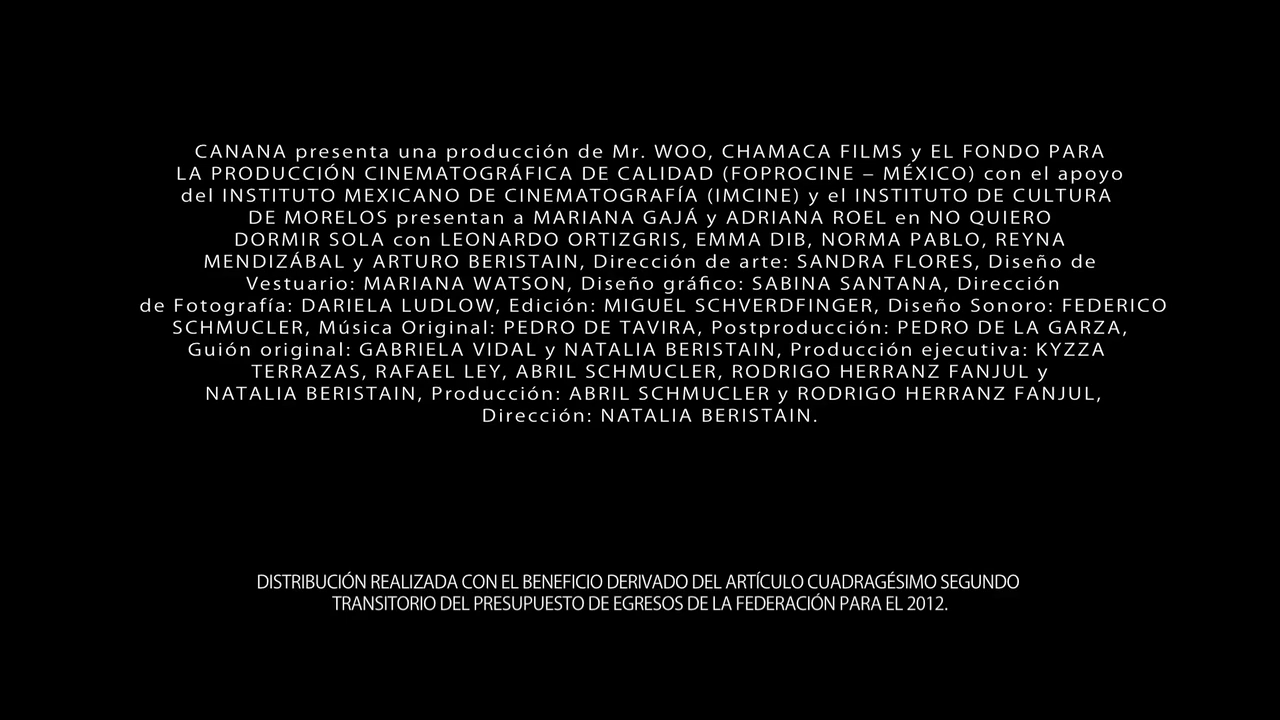 CANANA presenta una producción de Mr. WOO, CHAMACA FILMS y EL FONDO PARA
LA PRODUCCIÓN CINEMATOGRÁFICA DE CALIDAD (FOPROCINE – MÉXICO) con el apoyo
del INSTITUTO MEXICANO DE CINEMATOGRAFÍA (IMCINE) y el INSTITUTO DE CULTURA
DE MORELOS presentan a MARIANA GAJÁ y ADRIANA ROEL en NO QUIERO
DORMIR SOLA con LEONARDO ORTIZGRIS, EMMA DIB, NORMA PABLO, REYNA
MENDIZÁBAL y ARTURO BERISTAIN, Dirección de arte: SANDRA FLORES, Diseño de
Vestuario: MARIANA WATSON, Diseño gráfico: SABINA SANTANA, Dirección
de Fotografía: DARIELA LUDLOW, Edición: MIGUEL SCHVERDFINGER, Diseño Sonoro: FEDERICO
SCHMUCLER, Música Original: PEDRO DE TAVIRA, Postproducción: PEDRO DE LA GARZA,
Guión original: GABRIELA VIDAL y NATALIA BERISTAIN, Producción ejecutiva: KYZZA
TERRAZAS, RAFAEL LEY, ABRIL SCHMUCLER, RODRIGO HERRANZ FANJUL y
NATALIA BERISTAIN, Producción: ABRIL SCHMUCLER y RODRIGO HERRANZ FANJUL,
Dirección: NATALIA BERISTAIN.
DISTRIBUCIÓN REALIZADA CON EL BENEFICIO DERIVADO DEL ARTÍCULO CUADRAGÉSIMO SEGUNDO
TRANSITORIO DEL PRESUPUESTO DE EGRESOS DE LA FEDERACIÓN PARA EL 2012.